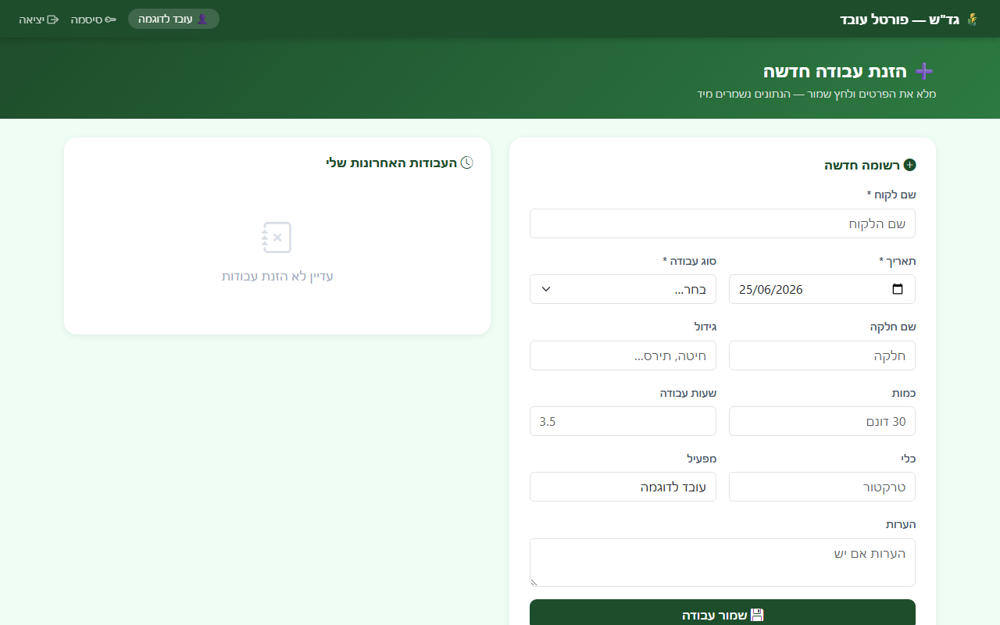 גד"ש — פורטל עובד
עובד לדוגמה
סיסמה
יציאה
הזנת עבודה חדשה
מלא את הפרטים ולחץ שמור — הנתונים נשמרים מיד
רשומה חדשה
שם לקוח *
שם הלקוח
תאריך *
סוג עבודה *
25/06/2026
בחר...
שם חלקה
גידול
חלקה
חיטה, תירס...
כמות
שעות עבודה
30 דונם
3.5
כלי
מפעיל
טרקטור
עובד לדוגמה
הערות
הערות אם יש
שמור עבודה
העבודות האחרונות שלי
עדיין לא הזנת עבודות